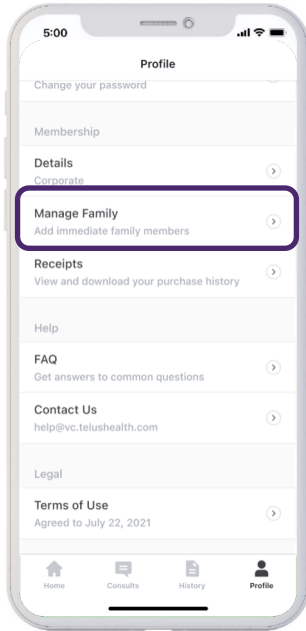 5:00
Profile
Change your password
Membership
Details
Corporate
Manage Family
Add immediate family members
Receipts
View and download your purchase history
Help
FAQ
Get answers to common questions
Contact Us
help@vc.telushealth.com
Legal
Terms of Use
Agreed to July 22, 2021
Home Consults History Profile